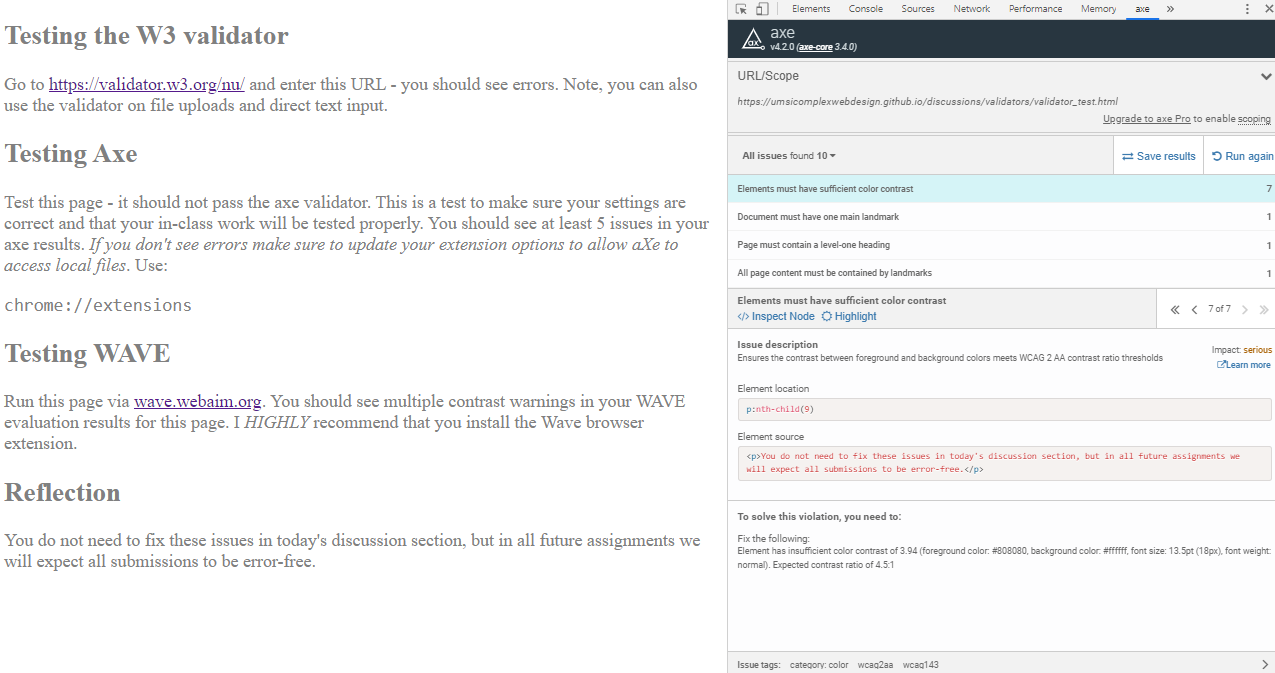 Testing the W3 validator
Go to https://validator.w3.org/nu/ and enter this URL - you should see errors. Note, you can also
use the validator on file uploads and direct text input.
Testing Axe
Test this page - it should not pass the axe validator. This is a test to make sure your settings are
correct and that your in-class work will be tested properly. You should see at least 5 issues in your
axe results. If you don't see errors make sure to update your extension options to allow aXe to
access local files. Use:
chrome://extensions
Testing WAVE
Run this page via wave.webaim.org. You should see multiple contrast warnings in your WAVE
evaluation results for this page. I HIGHLY recommend that you install the Wave browser
extension.
Reflection
You do not need to fix these issues in today's discussion section, but in all future assignments we
will expect all submissions to be error-free.
Elements Console Sources Network Performance Memory axe »
axe
v4.2.0 (axe-core 3.4.0)
URL/Scope
https://umsicomplexwebdesign.github.io/discussions/validators/validator_test.html
Upgrade to axe Pro to enable scoping
All issues found 10
Save results
Run again
Elements must have sufficient color contrast 7
Document must have one main landmark 1
Page must contain a level-one heading 1
All page content must be contained by landmarks 1
Elements must have sufficient color contrast
</> Inspect Node Highlight
7 of 7
Issue description
Ensures the contrast between foreground and background colors meets WCAG 2 AA contrast ratio thresholds
Impact: serious
Learn more
Element location
p:nth-child(9)
Element source
<p>You do not need to fix these issues in today's discussion section, but in all future assignments we
will expect all submissions to be error-free.</p>
To solve this violation, you need to:
Fix the following:
Element has insufficient color contrast of 3.94 (foreground color: #808080, background color: #ffffff, font size: 13.5pt (18px), font weight:
normal). Expected contrast ratio of 4.5:1
Issue tags: category: color wcag2aa wcag143